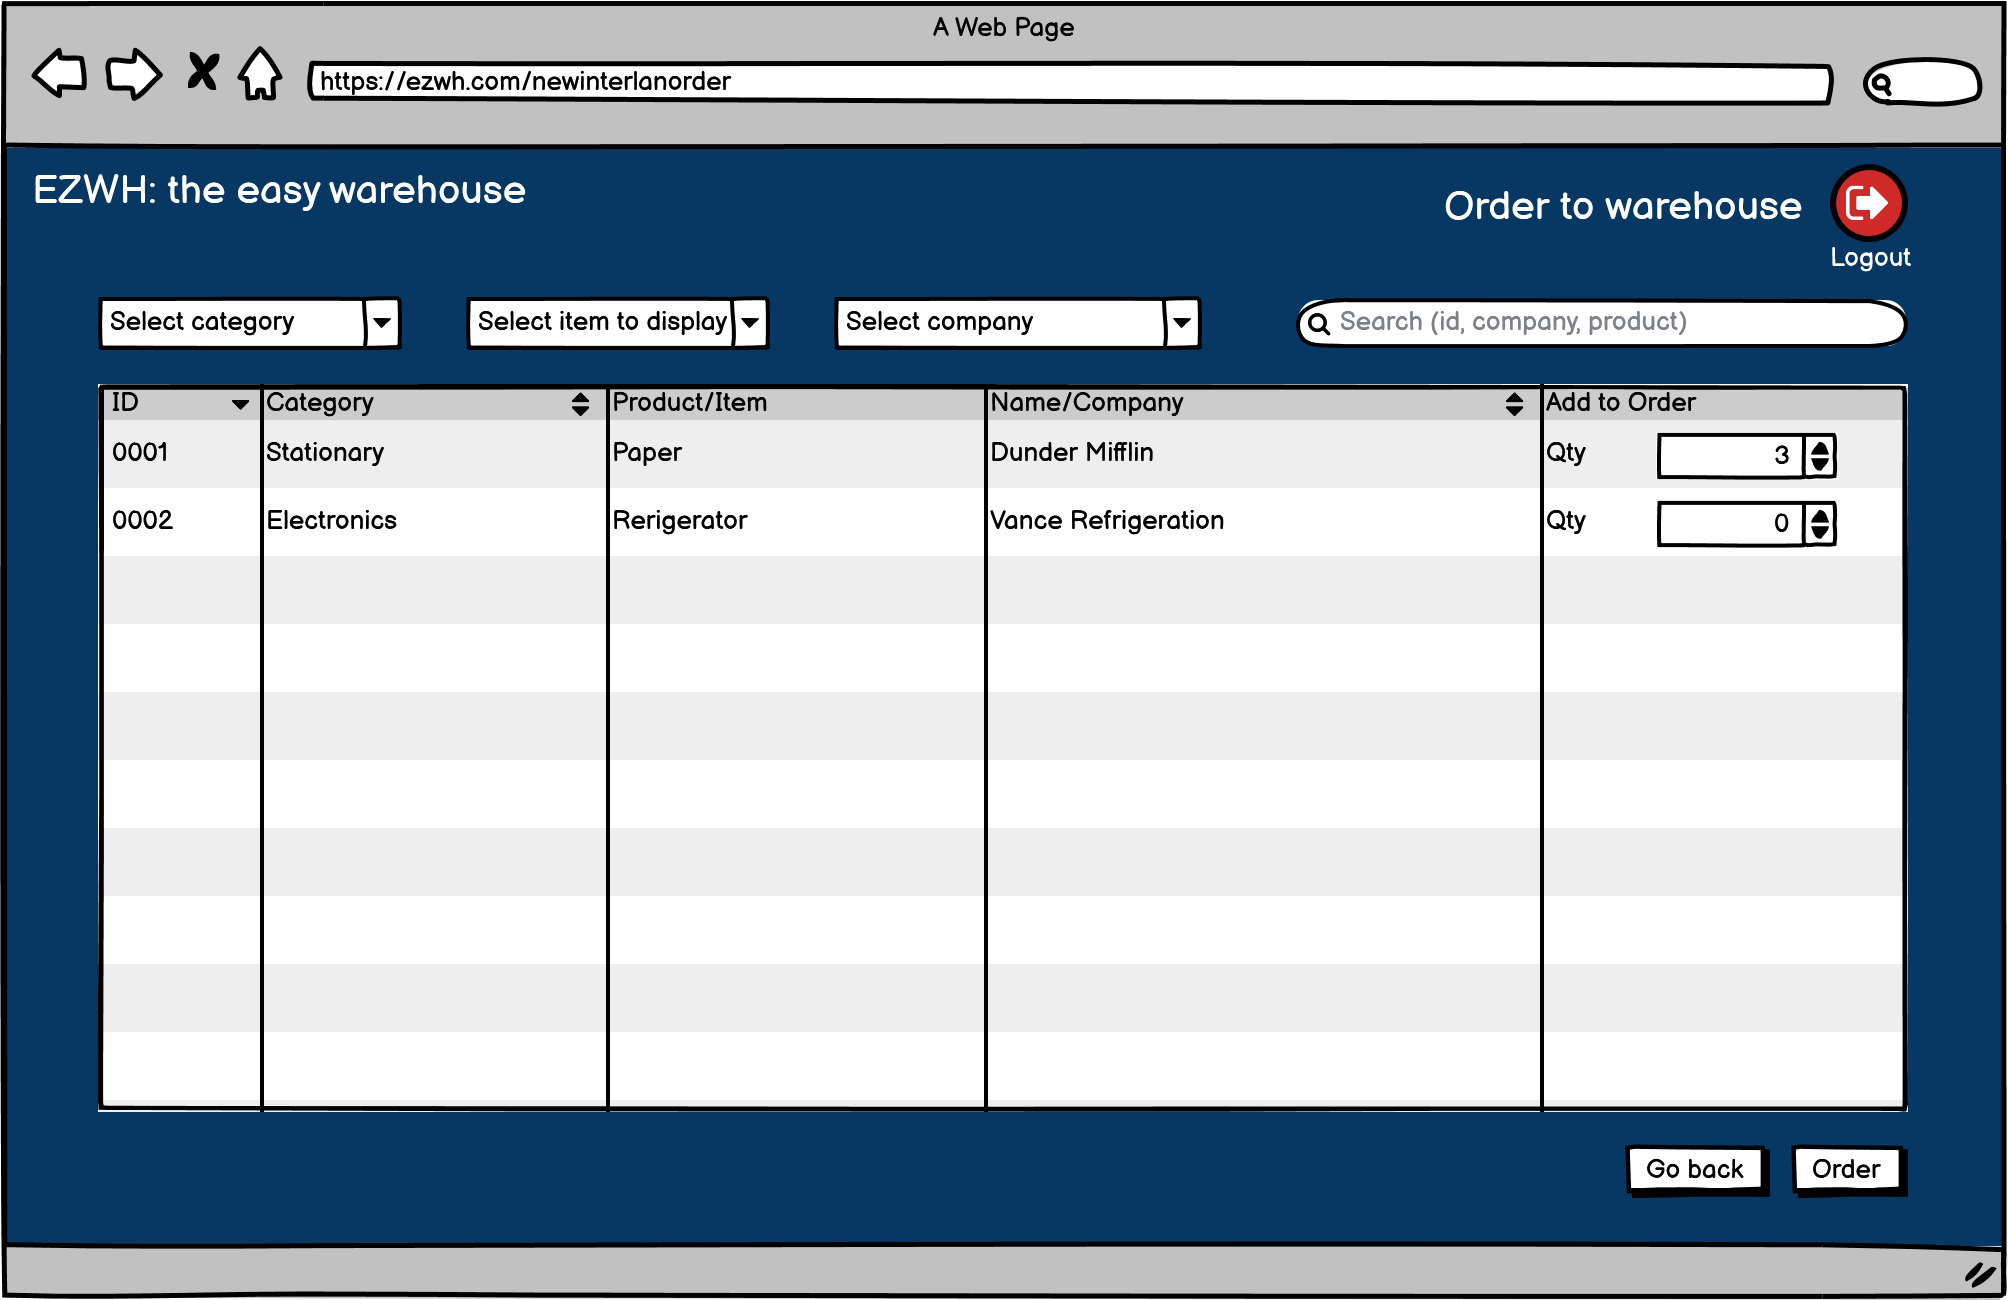 A Web Page
https://ezwh.com/newinterlanorder
EZWH: the easy warehouse
Order to warehouse
Logout
Select category
Select item to display
Select company
Search (id, company, product)
ID Category Product/Item Name/Company Add to Order
0001 Stationary Paper Dunder Mifflin Qty 3
0002 Electronics Rerigerator Vance Refrigeration Qty 0
Go back
Order